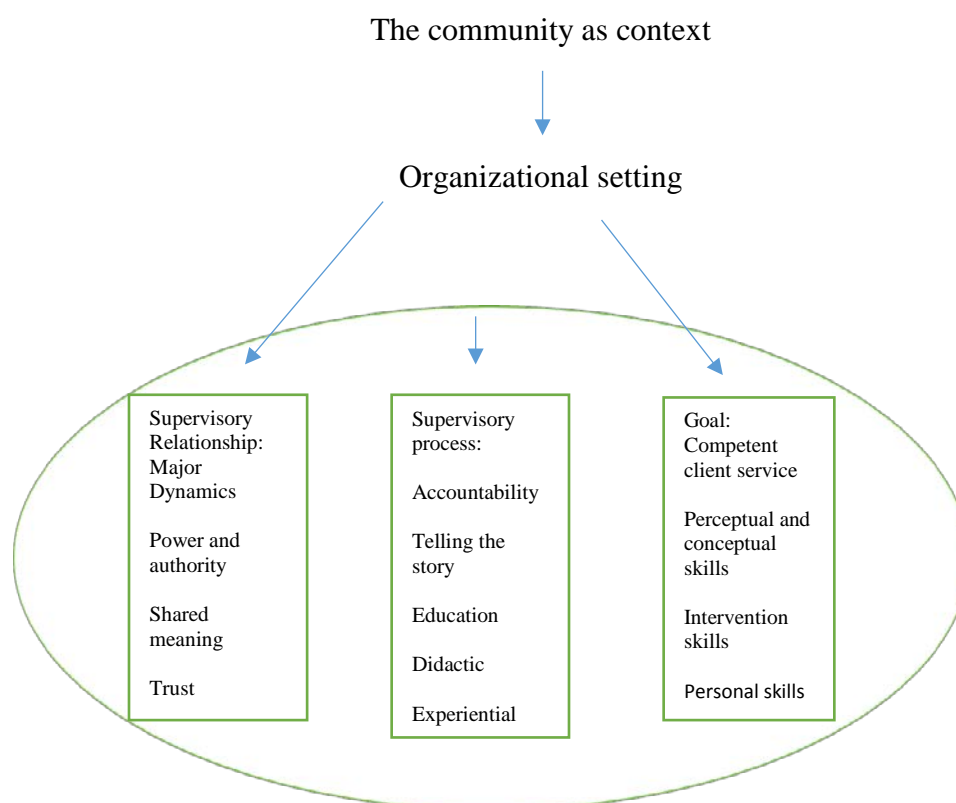 The community as context
Organizational setting
Supervisory
Relationship:
Major
Dynamics
Power and
authority
Shared
meaning
Trust
Supervisory
process:
Accountability
Telling the
story
Education
Didactic
Experiential
Goal:
Competent
client service
Perceptual and
conceptual
skills
Intervention
skills
Personal skills